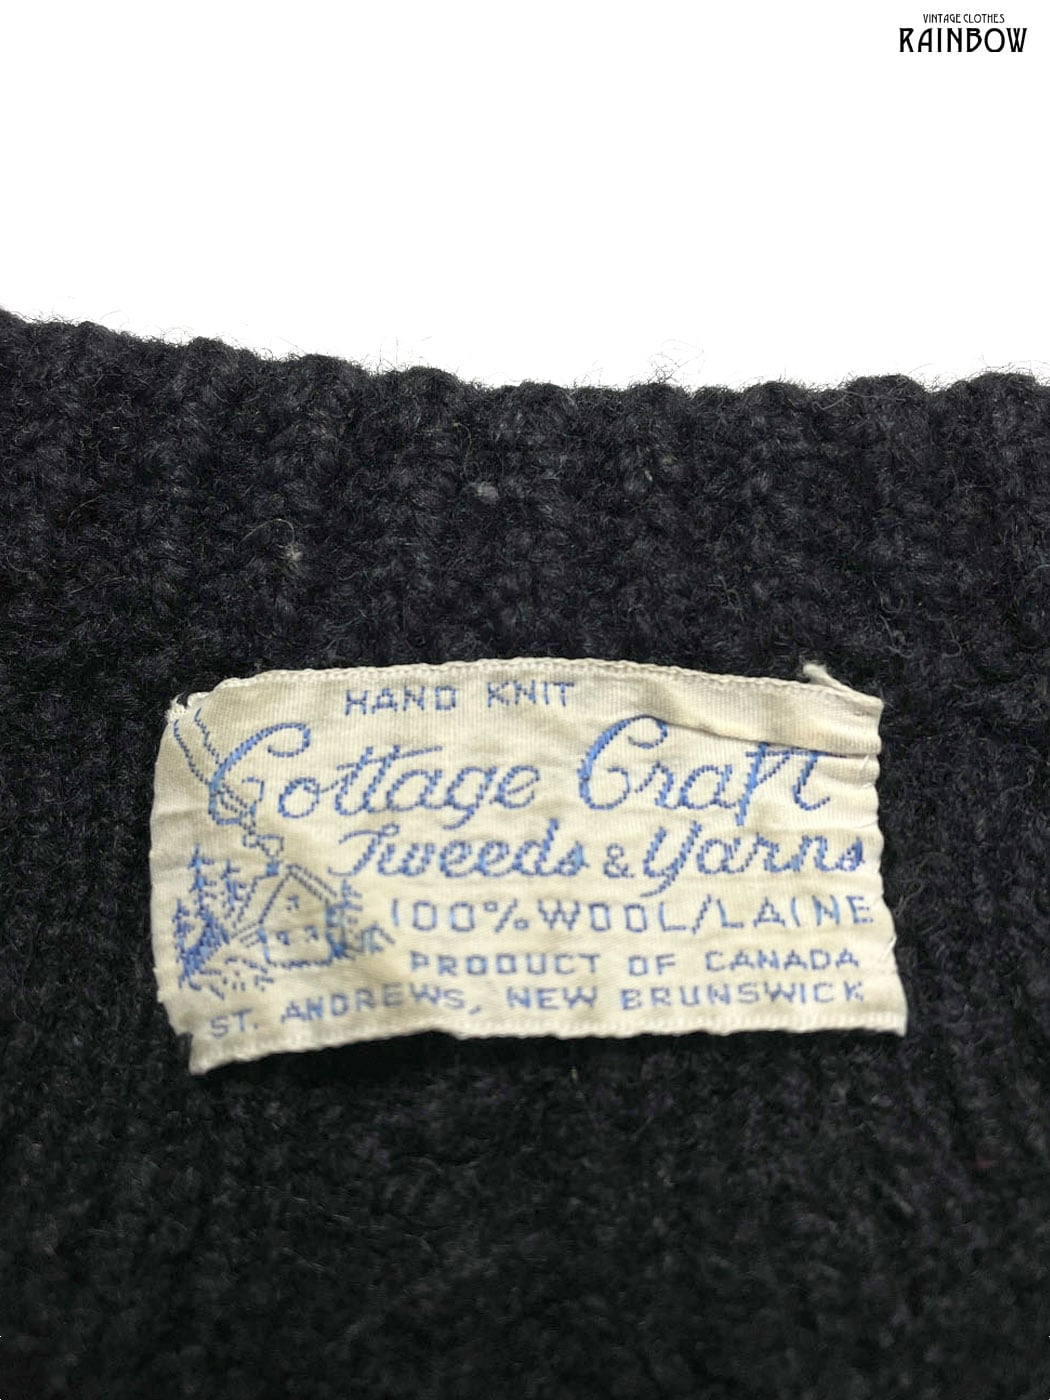 VINTAGE CLOTHES
RAINBOW
HAND KNIT
Cottage Craft
Tweeds & Yarns
100% WOOL/LAINE
PRODUCT OF CANADA
ST. ANDREWS, NEW BRUNSWICK